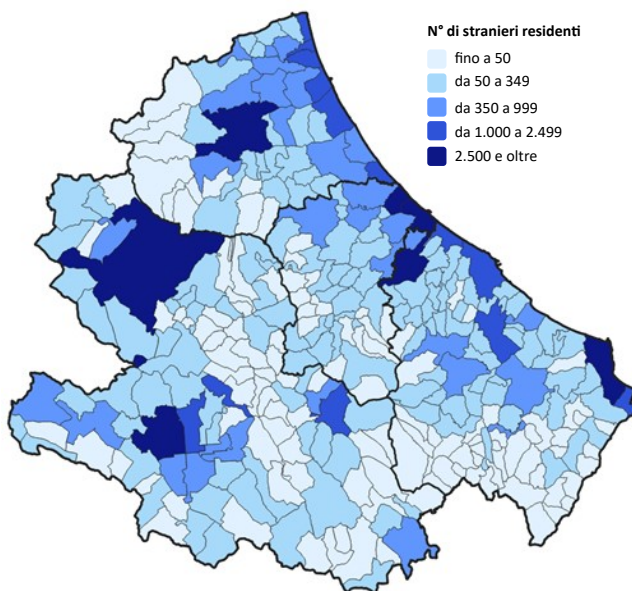 N° di stranieri residenti
fino a 50
da 50 a 349
da 350 a 999
da 1.000 a 2.499
2.500 e oltre